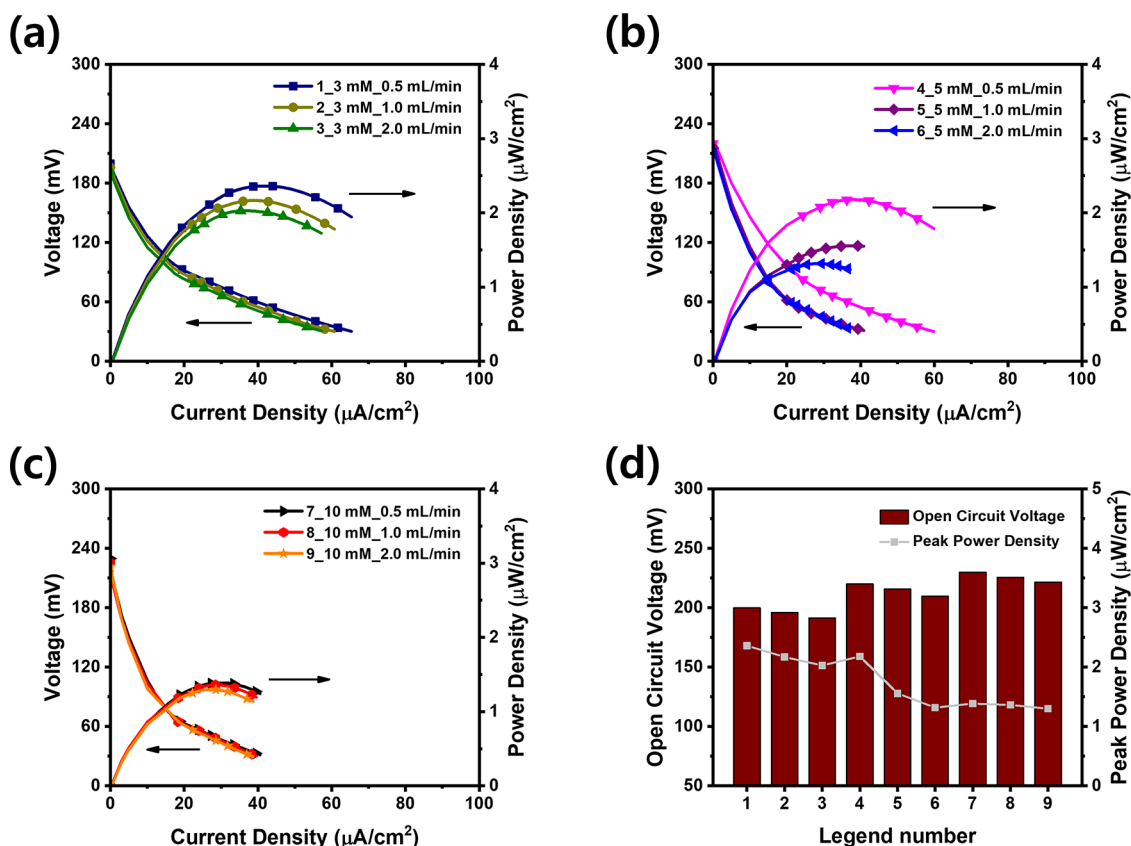 (a)
300
240
180
120
60
0
Voltage (mV)
4
3
2
1
0
Power Density (μW/cm²)
1_3 mM_0.5 mL/min
2_3 mM_1.0 mL/min
3_3 mM_2.0 mL/min
0 20 40 60 80 100
Current Density (μA/cm²)
(b)
300
240
180
120
60
0
Voltage (mV)
4
3
2
1
0
Power Density (μW/cm²)
4_5 mM_0.5 mL/min
5_5 mM_1.0 mL/min
6_5 mM_2.0 mL/min
0 20 40 60 80 100
Current Density (μA/cm²)
(c)
300
240
180
120
60
0
Voltage (mV)
4
3
2
1
0
Power Density (μW/cm²)
7_10 mM_0.5 mL/min
8_10 mM_1.0 mL/min
9_10 mM_2.0 mL/min
0 20 40 60 80 100
Current Density (μA/cm²)
(d)
300
250
200
150
100
50
Open Circuit Voltage (mV)
5
4
3
2
1
0
Peak Power Density (μW/cm²)
Open Circuit Voltage
Peak Power Density
1 2 3 4 5 6 7 8 9
Legend number